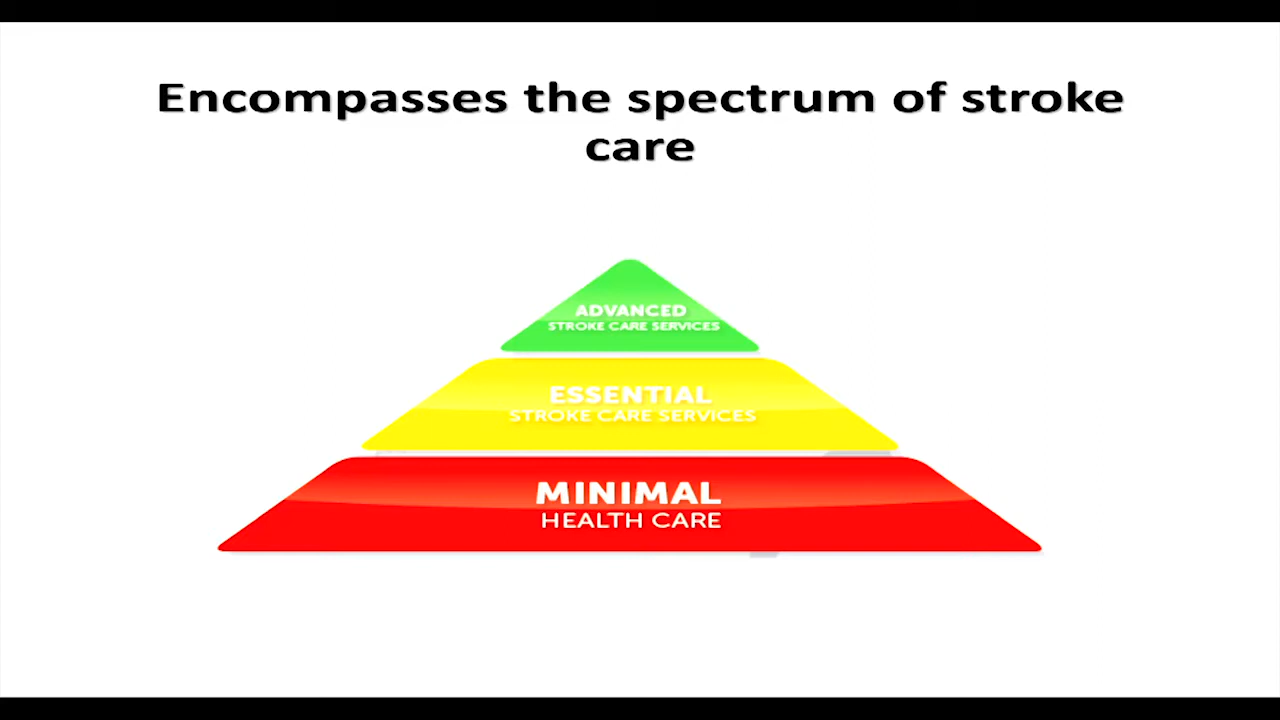 Encompasses the spectrum of stroke
care
ADVANCED
STROKE CARE SERVICES
ESSENTIAL
STROKE CARE SERVICES
MINIMAL
HEALTH CARE